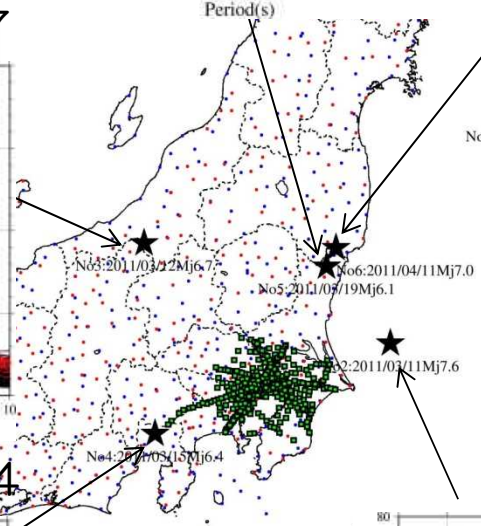 Period(s)
No
No3:2011/03/12Mj6.7
No6:2011/04/11Mj7.0
No5:2011/05/19Mj6.1
No2:2011/03/11Mj7.6
10
No4:2011/03/15Mj6.4
4
80